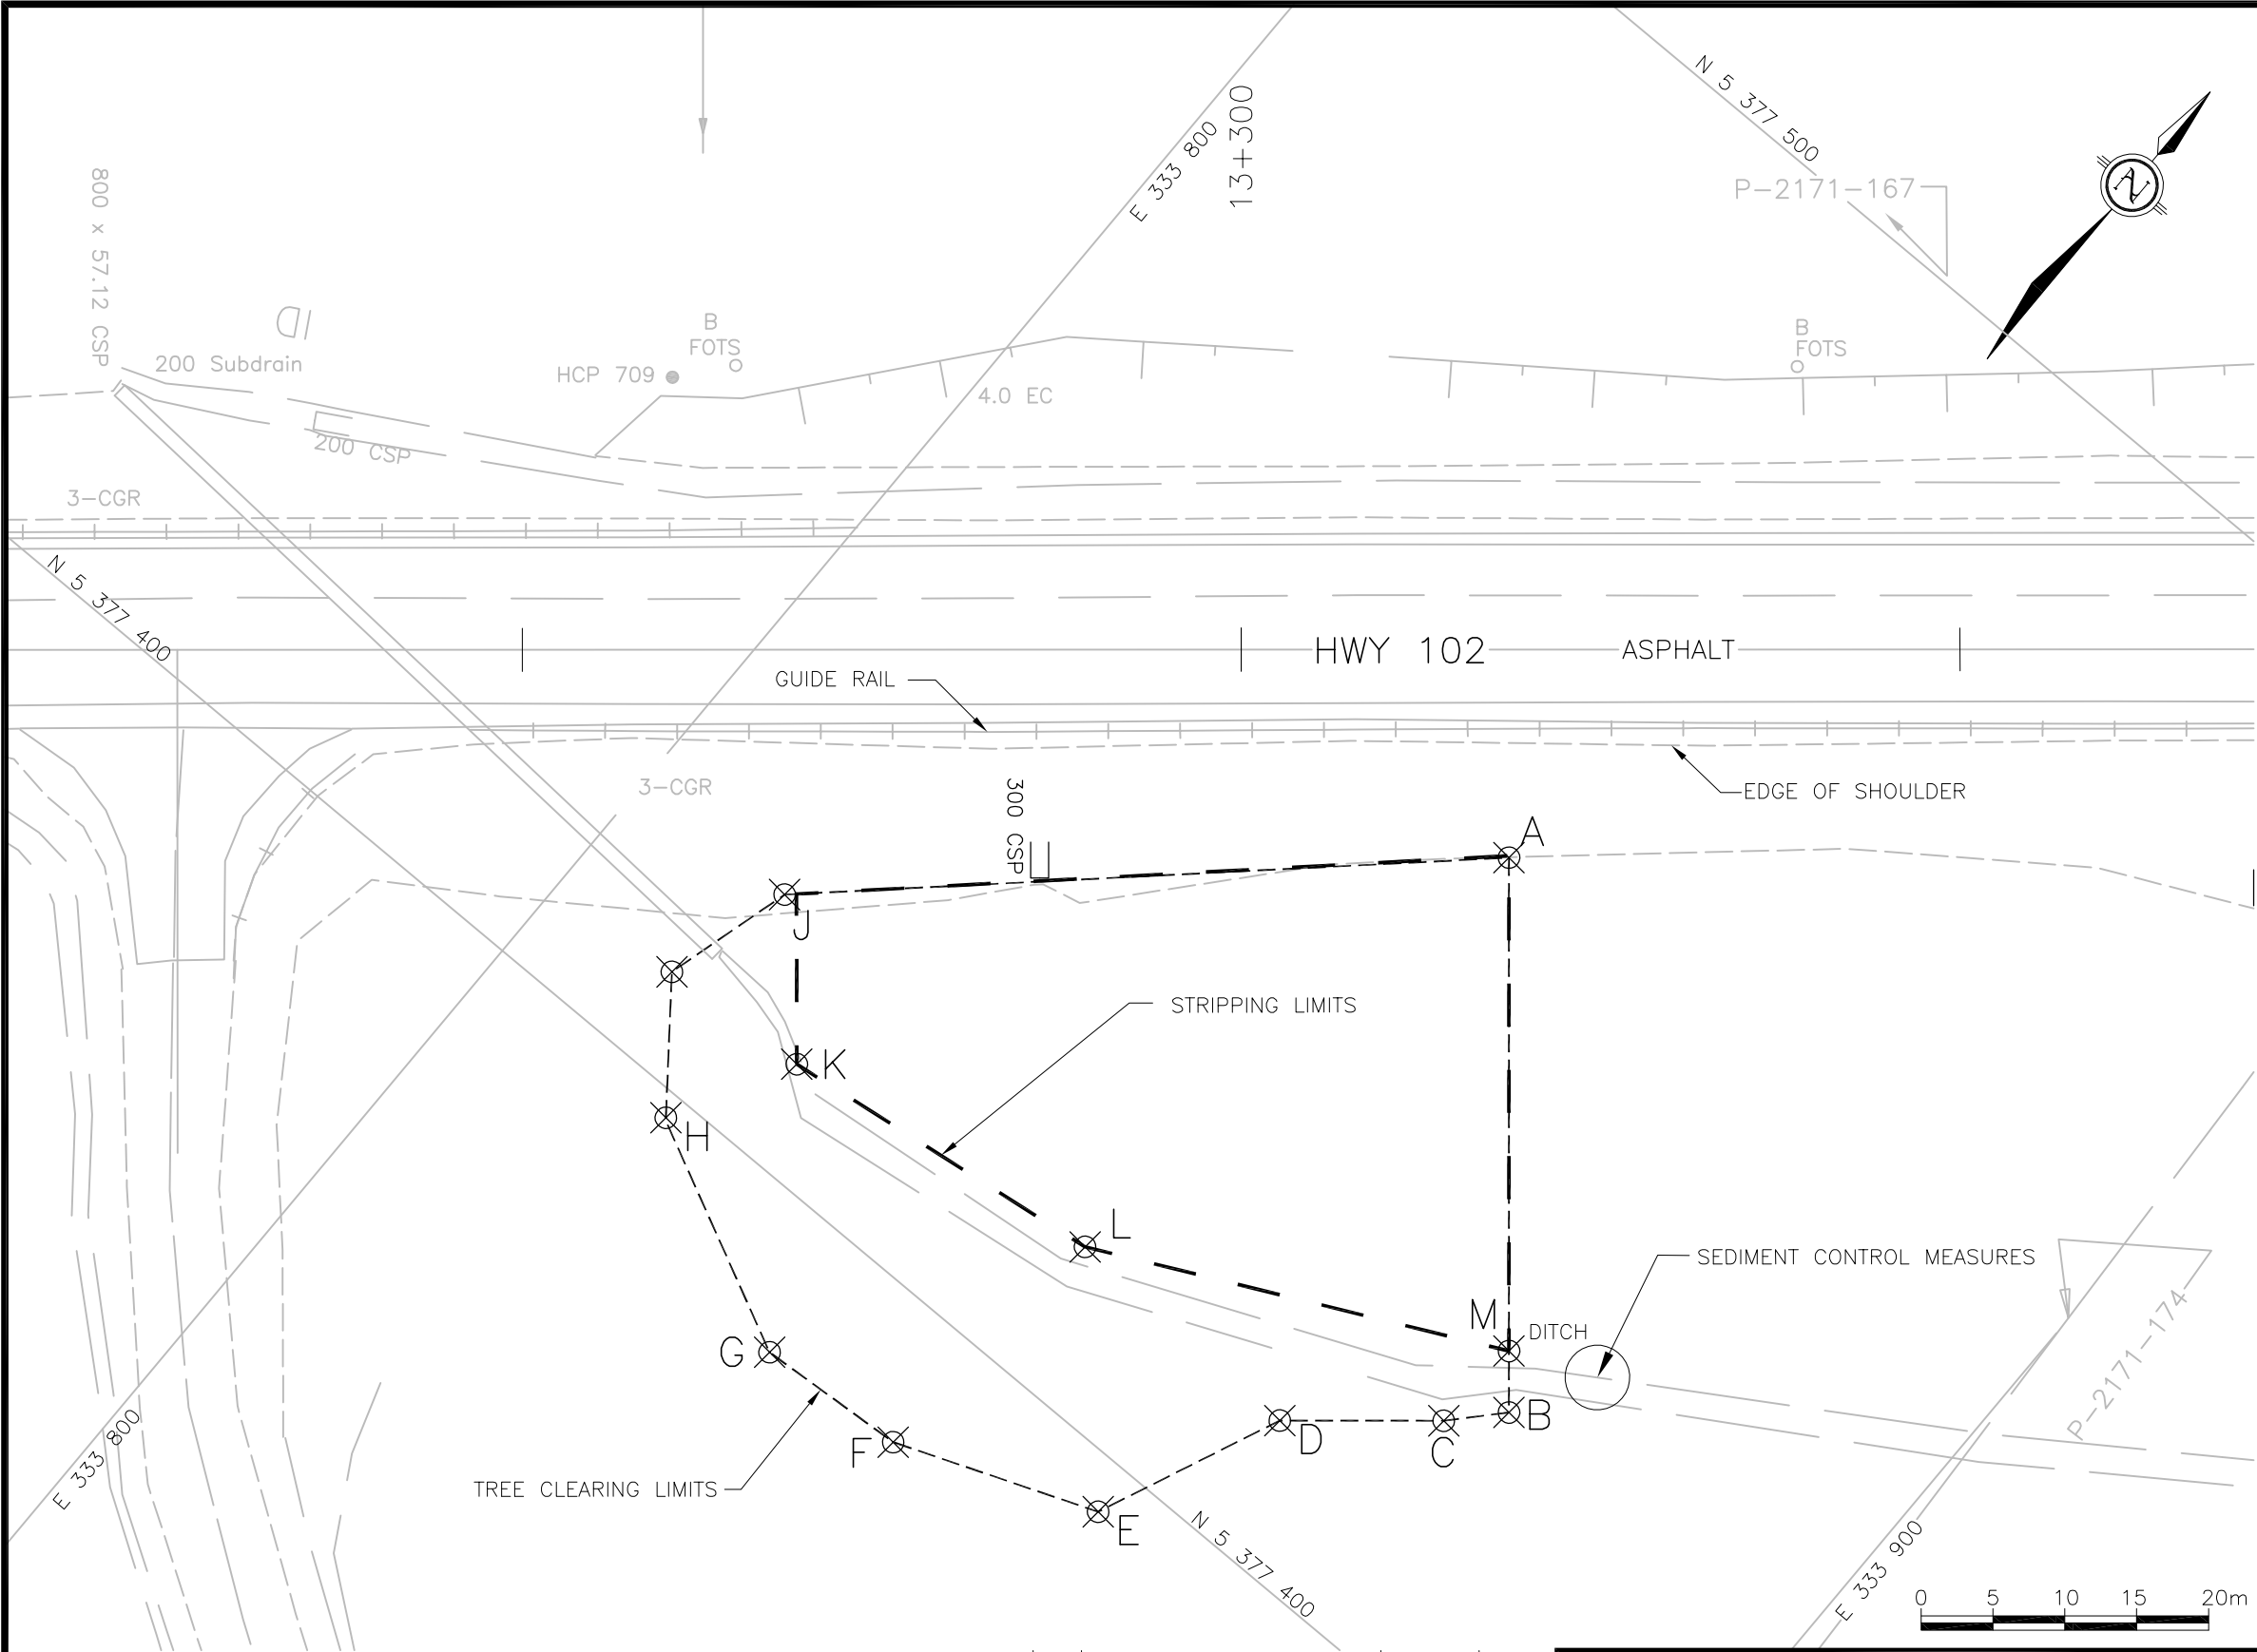 N 5 377 500
13+300
E 333 800
P-2171-167
800 x 57.12 CSP
200 Subdrain
B
FOTS
HCP 709
B
FOTS
4.0 EC
200 CSP
3-CGR
N 5 377 400
HWY 102
ASPHALT
GUIDE RAIL
3-CGR
300 CSP
EDGE OF SHOULDER
A
J
STRIPPING LIMITS
K
H
L
SEDIMENT CONTROL MEASURES
M
DITCH
G
P-2171-174
B
D
C
F
E 333 800
TREE CLEARING LIMITS
E
N 5 377 400
E 333 900
0 5 10 15 20m